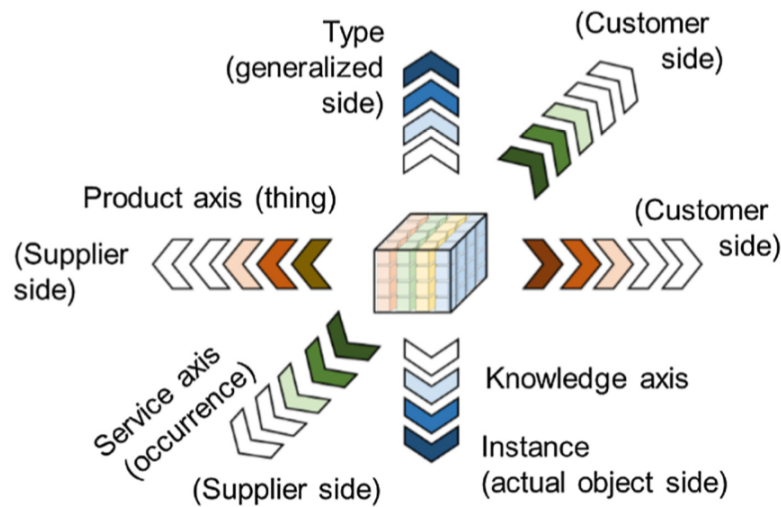 Type
(generalized
side)
(Customer
side)
Product axis (thing)
(Customer
side)
(Supplier
side)
Service axis
(occurrence)
(Supplier side)
Knowledge axis
Instance
(actual object side)